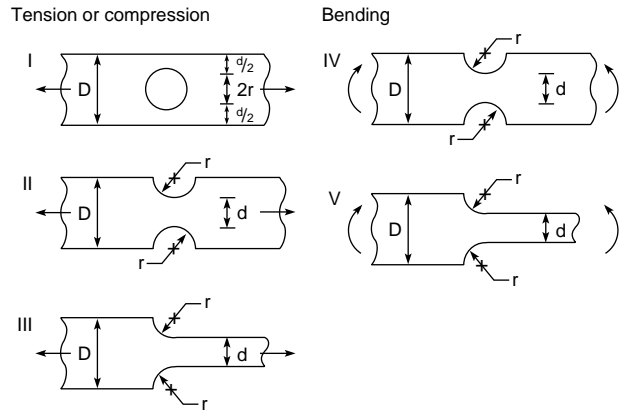 Tension or compression
I
D
d/2
2r
d/2
II
r
D
d
r
III
r
D
d
r
Bending
IV
r
D
d
r
V
r
D
d
r